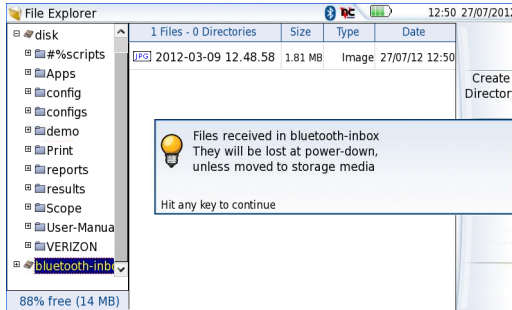 File Explorer
12:50 27/07/2012
disk
#%scripts
Apps
config
configs
demo
Print
reports
results
Scope
User-Manua
VERIZON
bluetooth-inbo
88% free (14 MB)
1 Files - 0 Directories
Size
Type
Date
JPG 2012-03-09 12.48.58
1.81 MB
Image
27/07/12 12:50
Create
Director
Files received in bluetooth-inbox
They will be lost at power-down,
unless moved to storage media
Hit any key to continue